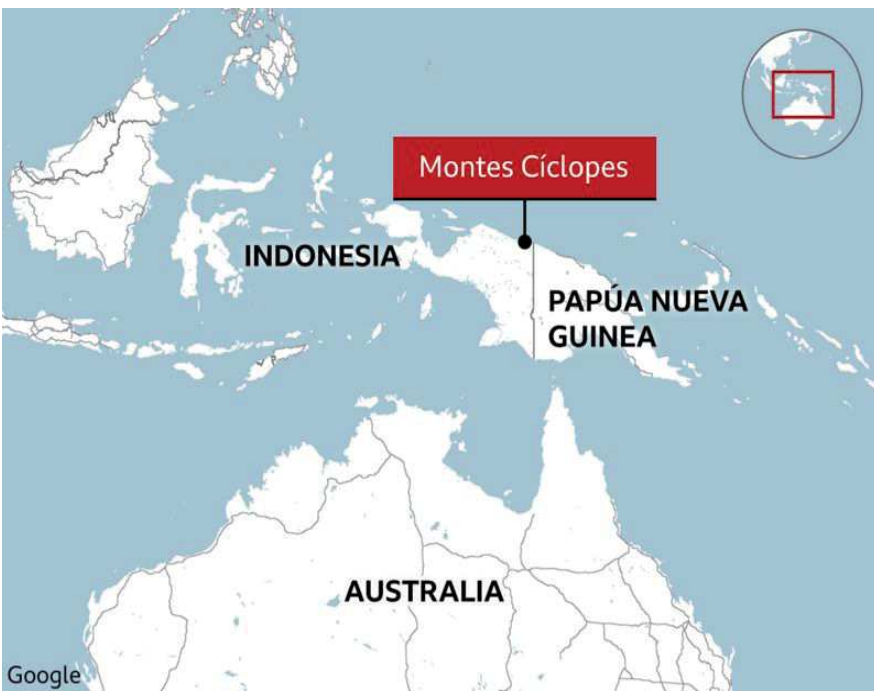 Montes Cíclopes
INDONESIA
PAPÚA NUEVA
GUINEA
AUSTRALIA
Google